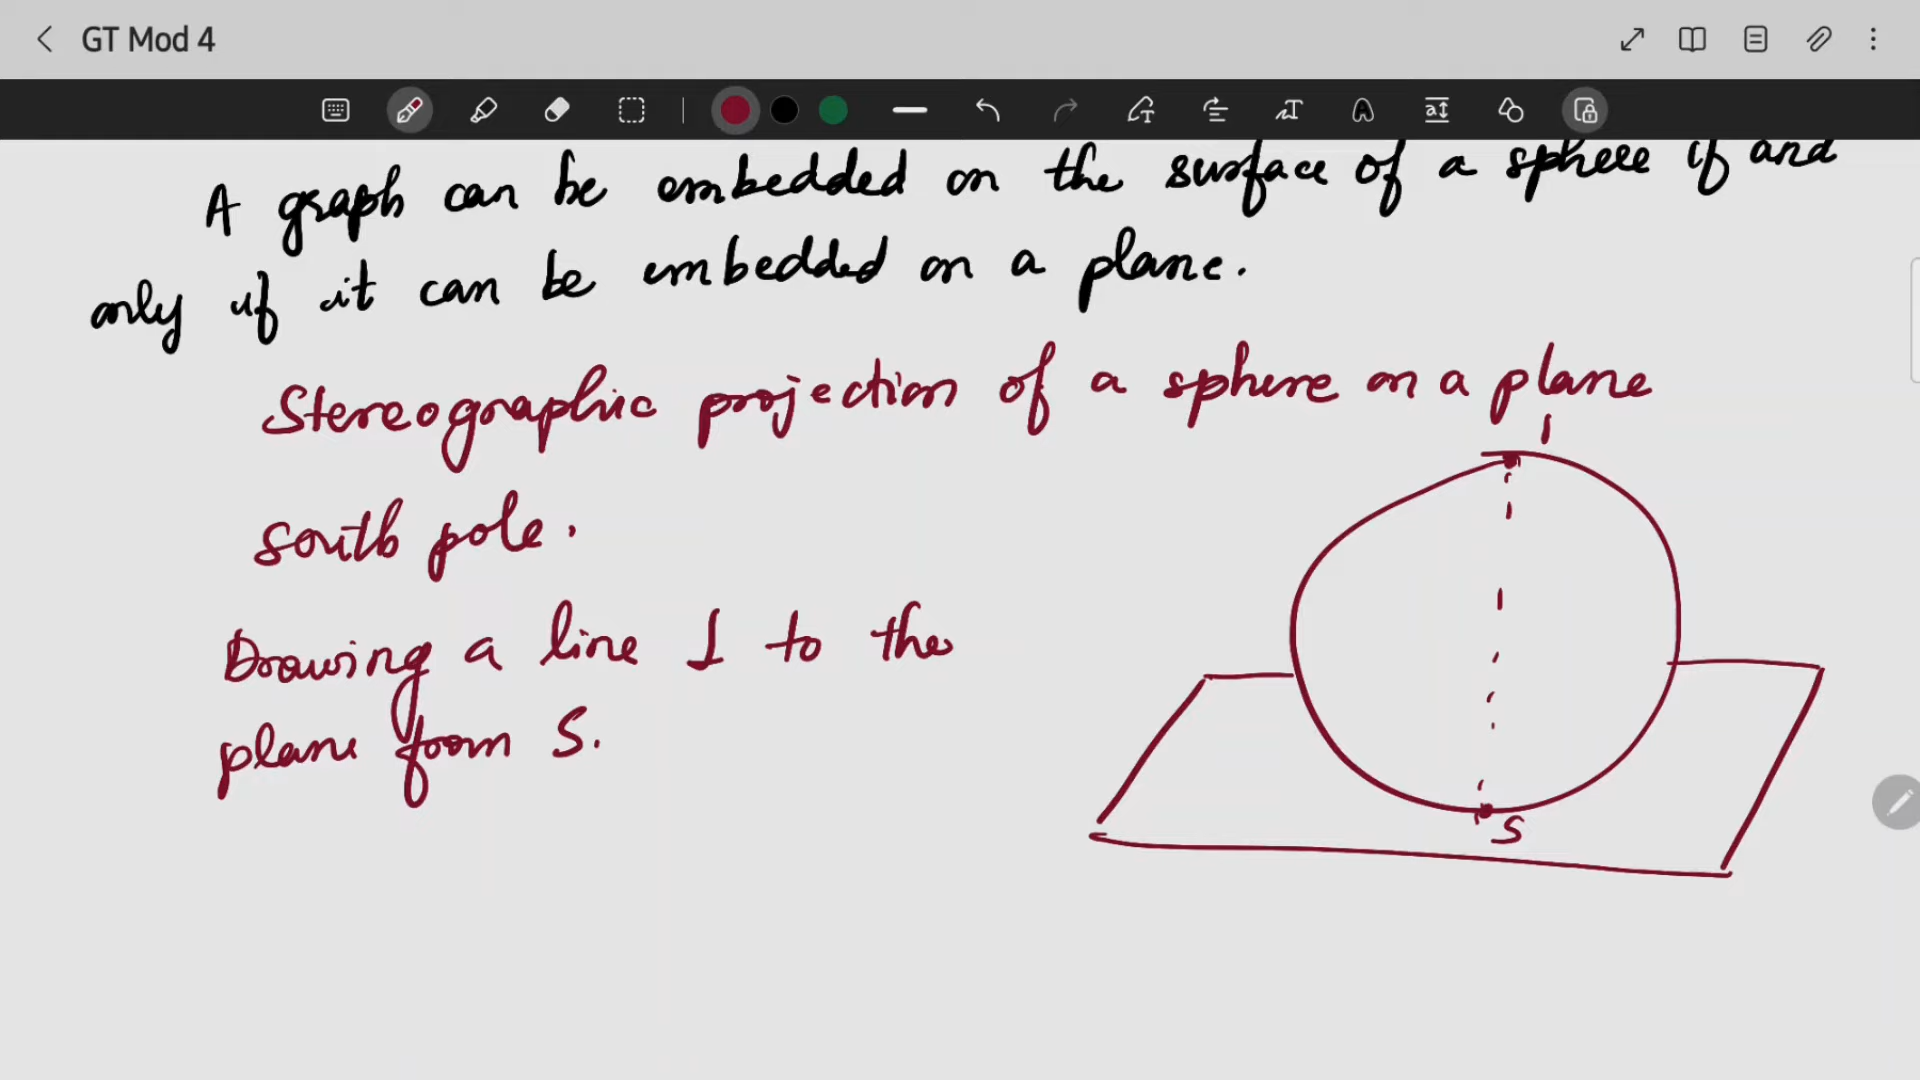 GT Mod 4
A graph can be embedded on the surface of a sphere if and
only if it can be embedded on a plane.
Stereographic projection of a sphere on a plane
south pole.
Drawing a line ⊥ to the
plane from S.
S